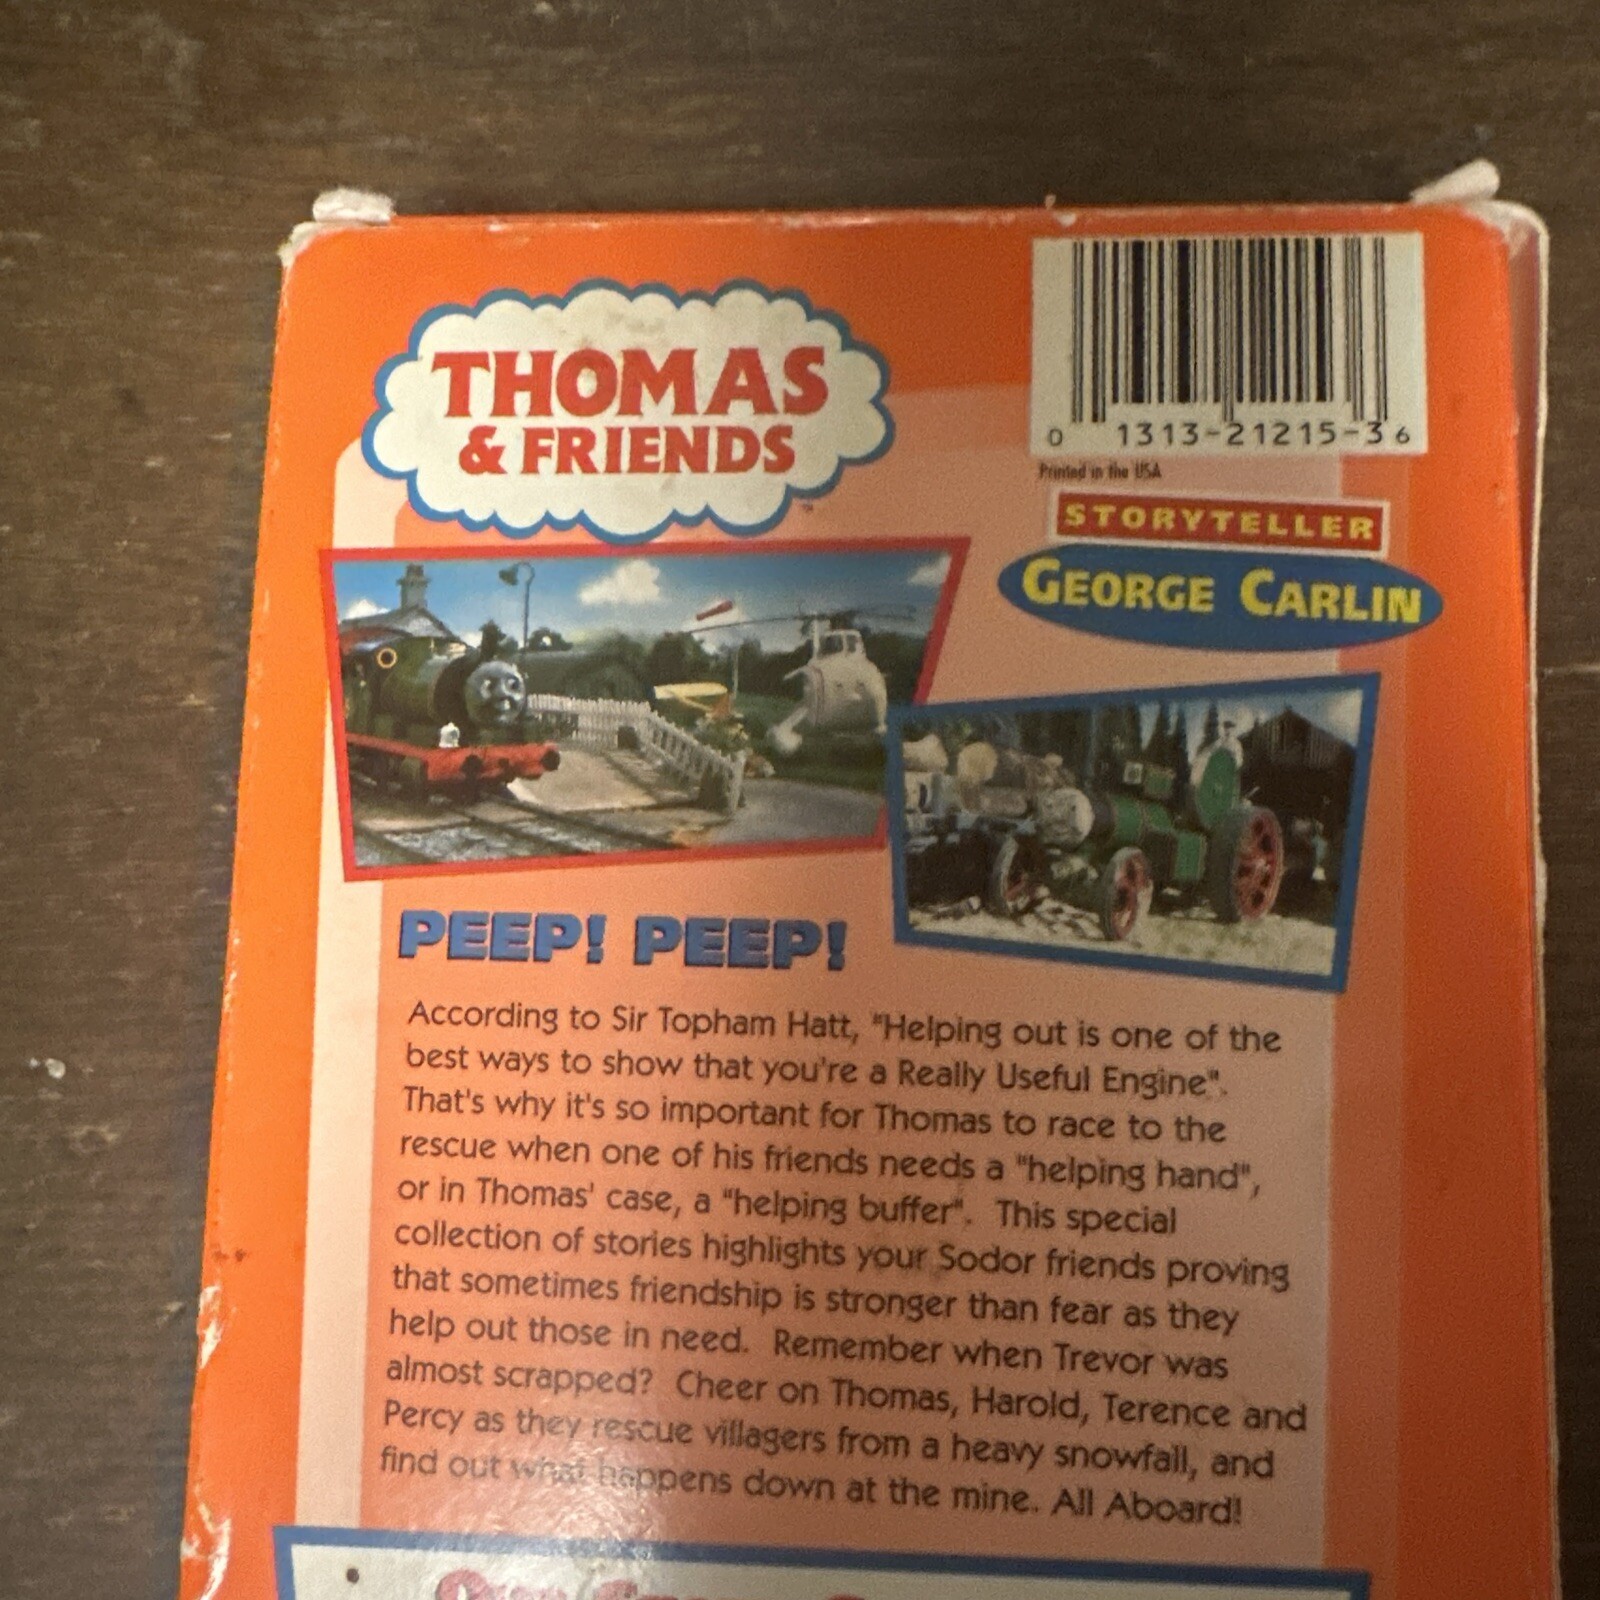 THOMAS
& FRIENDS
™
0 1313-21215-3 6
Printed in the USA
STORYTELLER
GEORGE CARLIN
PEEP! PEEP!
According to Sir Topham Hatt, "Helping out is one of the
best ways to show that you're a Really Useful Engine".
That's why it's so important for Thomas to race to the
rescue when one of his friends needs a "helping hand",
or in Thomas' case, a "helping buffer". This special
collection of stories highlights your Sodor friends proving
that sometimes friendship is stronger than fear as they
help out those in need. Remember when Trevor was
almost scrapped? Cheer on Thomas, Harold, Terence and
Percy as they rescue villagers from a heavy snowfall, and
find out what happens down at the mine. All Aboard!